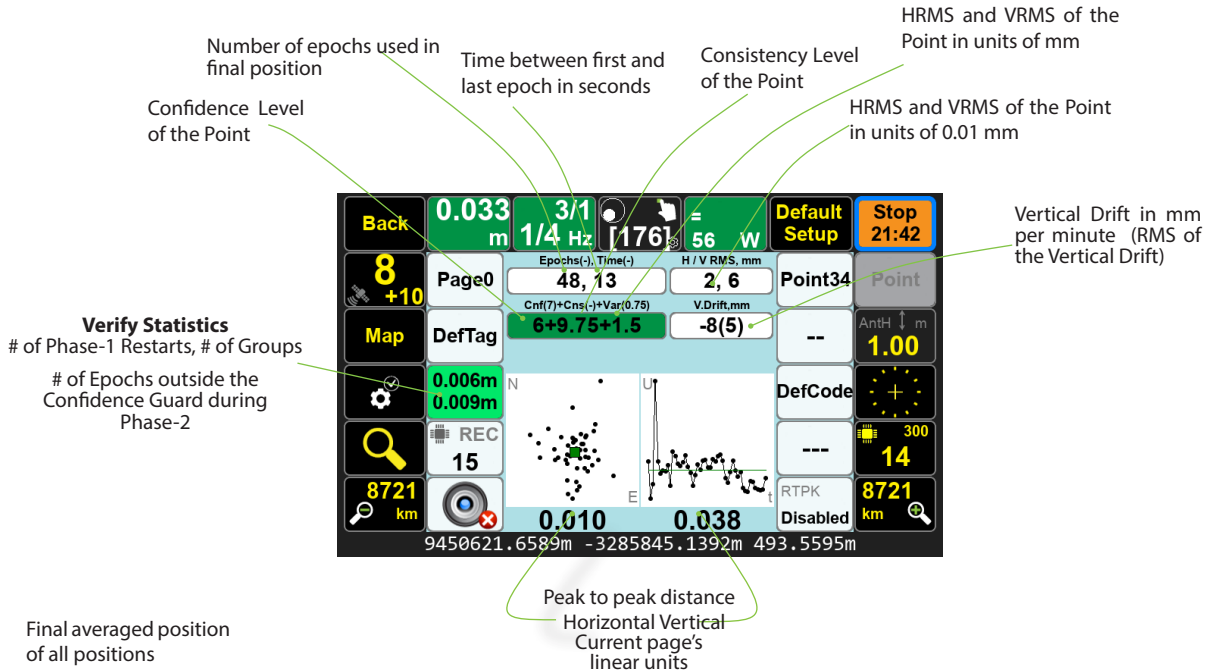 HRMS and VRMS of the
Point in units of mm
Number of epochs used in
final position
Time between first and
last epoch in seconds
Consistency Level
of the Point
Confidence Level
of the Point
HRMS and VRMS of the Point
in units of 0.01 mm
Vertical Drift in mm
per minute (RMS of
the Vertical Drift)
Verify Statistics
# of Phase-1 Restarts, # of Groups
# of Epochs outside the
Confidence Guard during
Phase-2
Back
0.033
m
3/1
1/4 Hz
[176]
=
56 W
Default
Setup
Stop
21:42
8
+10
Page0
Epochs(-), Time(-)
48, 13
H / V RMS, mm
2, 6
Point34
Point
Map
DefTag
Cnf(7)+Cns(-)+Var(0.75)
6+9.75+1.5
V.Drift,mm
-8(5)
--
AntH m
1.00
0.006m
0.009m
N
E
U
t
DefCode
REC
15
---
300
14
8721
km
0.010
0.038
RTPK
Disabled
8721
km
9450621.6589m -3285845.1392m 493.5595m
Peak to peak distance
Horizontal Vertical
Current page's
linear units
Final averaged position
of all positions